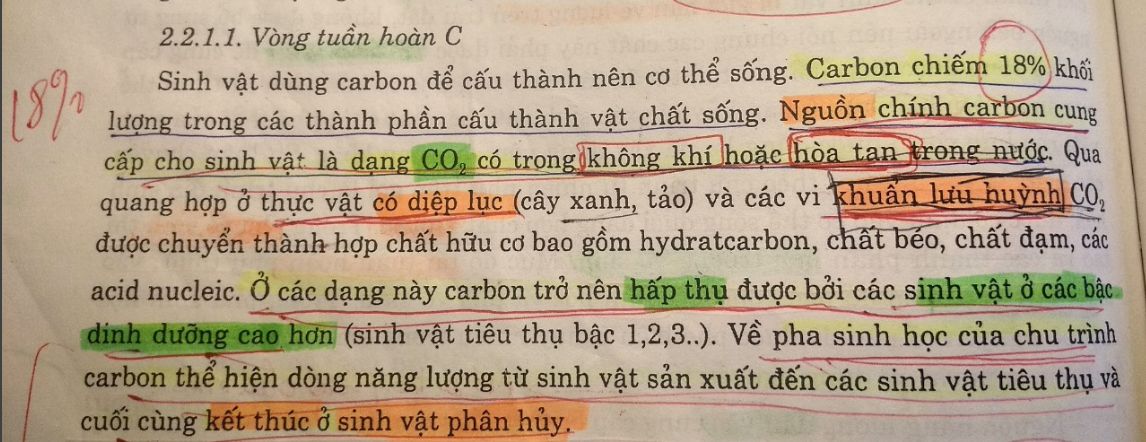 2.2.1.1. Vòng tuần hoàn C
Sinh vật dùng carbon để cấu thành nên cơ thể sống. Carbon chiếm 18% khối
18%
lượng trong các thành phần cấu thành vật chất sống. Nguồn chính carbon cung
cấp cho sinh vật là dạng CO₂ có trong không khí hoặc hòa tan trong nước. Qua
quang hợp ở thực vật có diệp lục (cây xanh, tảo) và các vi khuẩn lưu huỳnh CO₂
được chuyển thành hợp chất hữu cơ bao gồm hydratcarbon, chất béo, chất đạm, các
acid nucleic. Ở các dạng này carbon trở nên hấp thụ được bởi các sinh vật ở các bậc
dinh dưỡng cao hơn (sinh vật tiêu thụ bậc 1,2,3..). Về pha sinh học của chu trình
carbon thể hiện dòng năng lượng từ sinh vật sản xuất đến các sinh vật tiêu thụ và
cuối cùng kết thúc ở sinh vật phân hủy.